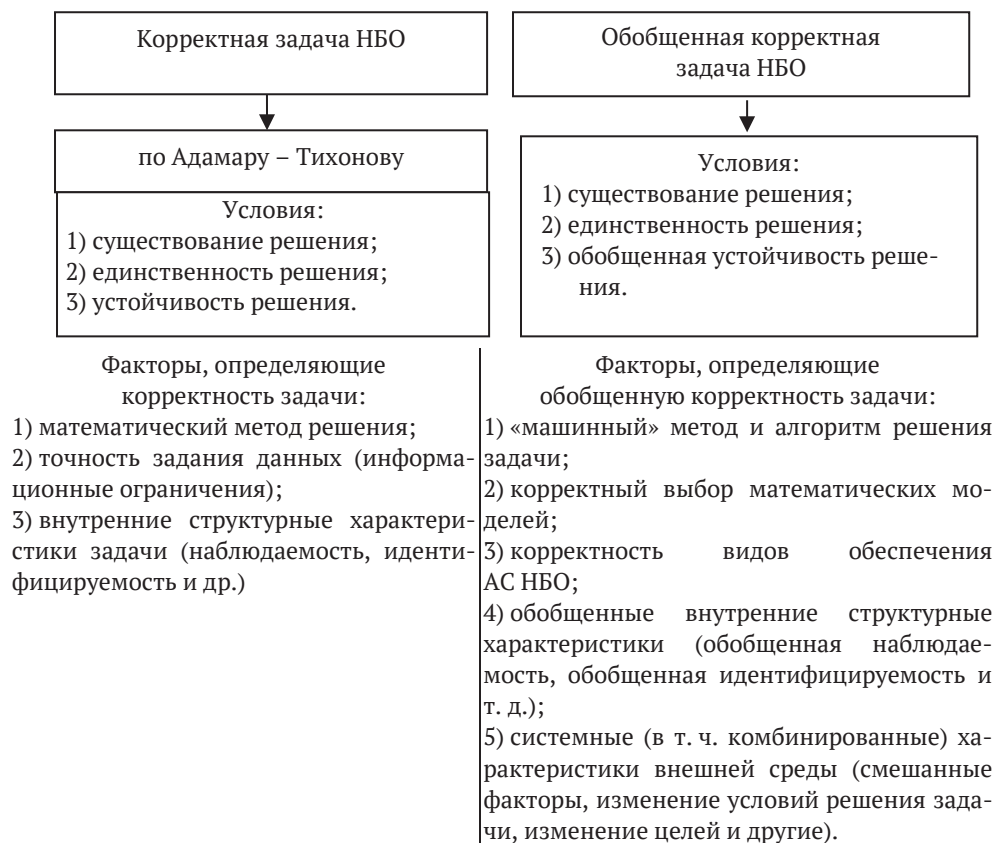 Корректная задача НБО
по Адамару – Тихонову
Условия:
1) существование решения;
2) единственность решения;
3) устойчивость решения.
Факторы, определяющие
корректность задачи:
1) математический метод решения;
2) точность задания данных (информа-
ционные ограничения);
3) внутренние структурные характери-
стики задачи (наблюдаемость, иденти-
фицируемость и др.)
Обобщенная корректная
задача НБО
Условия:
1) существование решения;
2) единственность решения;
3) обобщенная устойчивость реше-
ния.
Факторы, определяющие
обобщенную корректность задачи:
1) «машинный» метод и алгоритм решения
задачи;
2) корректный выбор математических мо-
делей;
3) корректность видов обеспечения
АС НБО;
4) обобщенные внутренние структурные
характеристики (обобщенная наблюдае-
мость, обобщенная идентифицируемость и
т. д.);
5) системные (в т. ч. комбинированные) ха-
рактеристики внешней среды (смешанные
факторы, изменение условий решения зада-
чи, изменение целей и другие).